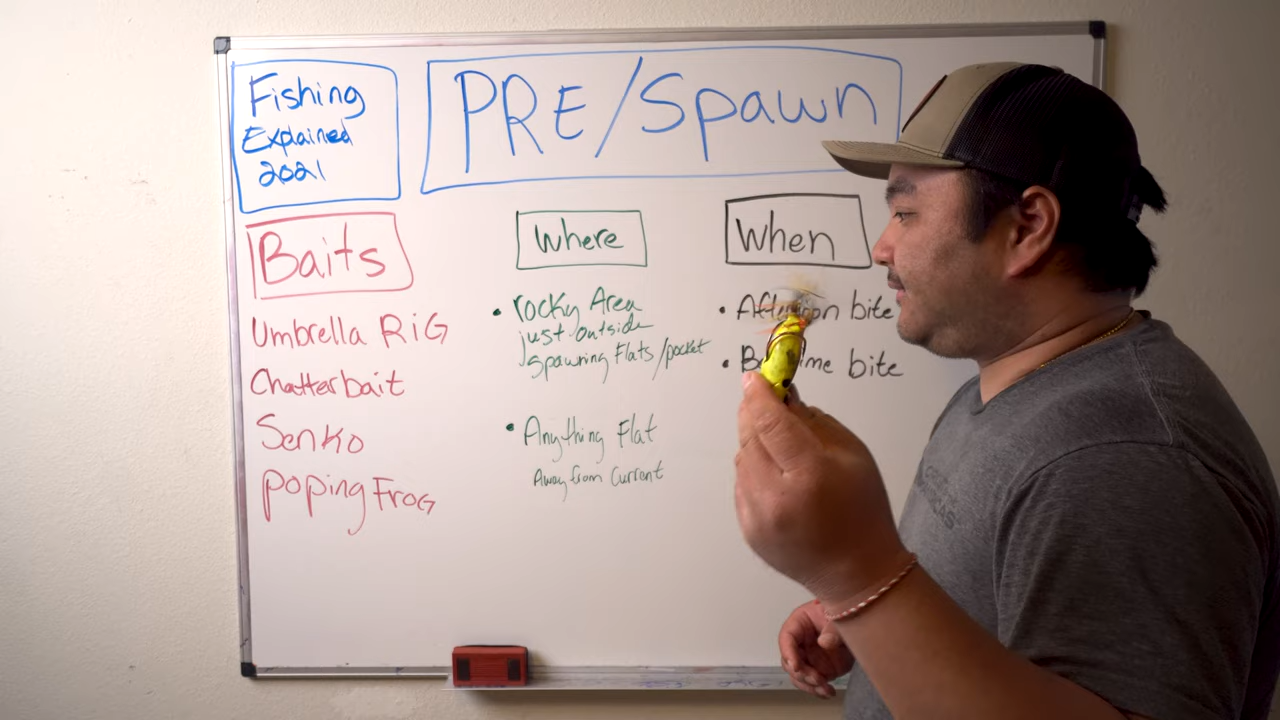 Fishing
Explained
2021
PRE/Spawn
Baits
Umbrella RiG
Chatterbait
Senko
Poping FroG
Where
• rocky Area
just outside
spawning Flats/pocket
• Anything Flat
Away from Current
When
• Afternoon bite
• bite